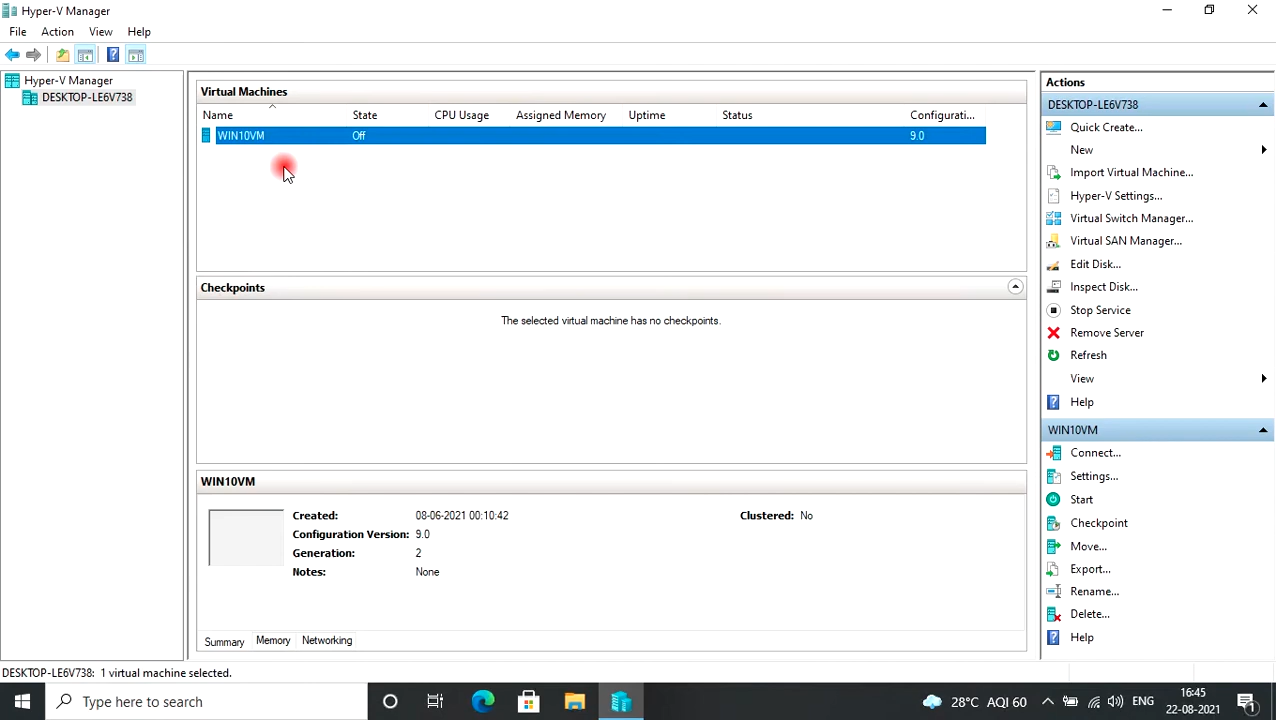 Hyper-V Manager
File Action View Help
Hyper-V Manager
DESKTOP-LE6V738
Virtual Machines
Name State CPU Usage Assigned Memory Uptime Status Configurati...
WIN10VM Off 9.0
Checkpoints
The selected virtual machine has no checkpoints.
WIN10VM
Created: 08-06-2021 00:10:42 Clustered: No
Configuration Version: 9.0
Generation: 2
Notes: None
Summary Memory Networking
Actions
DESKTOP-LE6V738
Quick Create...
New
Import Virtual Machine...
Hyper-V Settings...
Virtual Switch Manager...
Virtual SAN Manager...
Edit Disk...
Inspect Disk...
Stop Service
Remove Server
Refresh
View
Help
WIN10VM
Connect...
Settings...
Start
Checkpoint
Move...
Export...
Rename...
Delete...
Help
DESKTOP-LE6V738: 1 virtual machine selected.
Type here to search
28°C AQI 60
ENG
16:45
22-08-2021
1